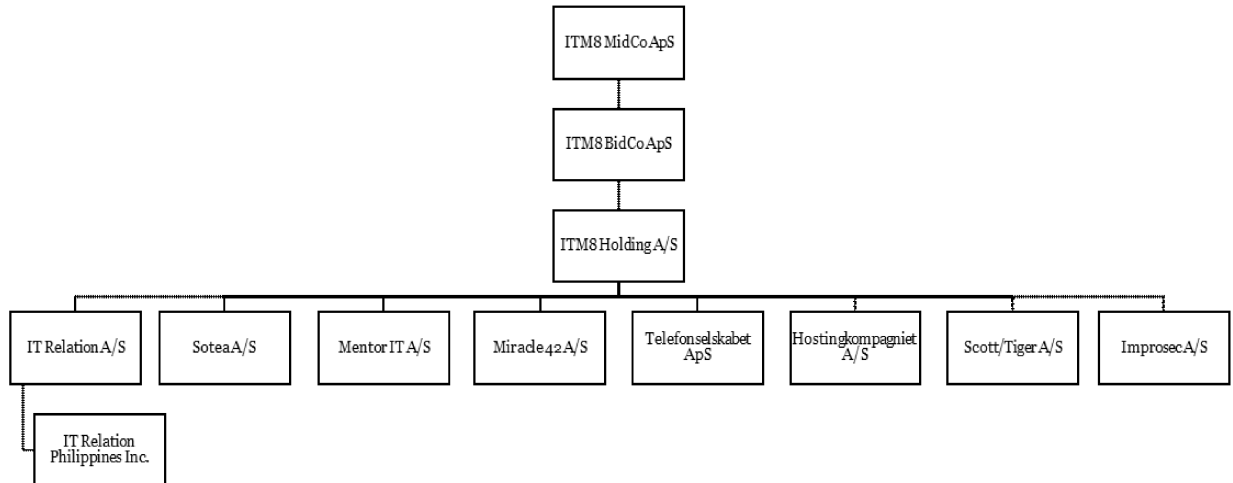 ITM8 MidCo ApS
ITM8 BidCo ApS
ITM8 Holding A/S
IT Relation A/S
Sotea A/S
Mentor IT A/S
Miracle 42 A/S
Telefonselskabet
ApS
Hostingkompagniet
A/S
Scott/Tiger A/S
Improsec A/S
IT Relation
Philippines Inc.